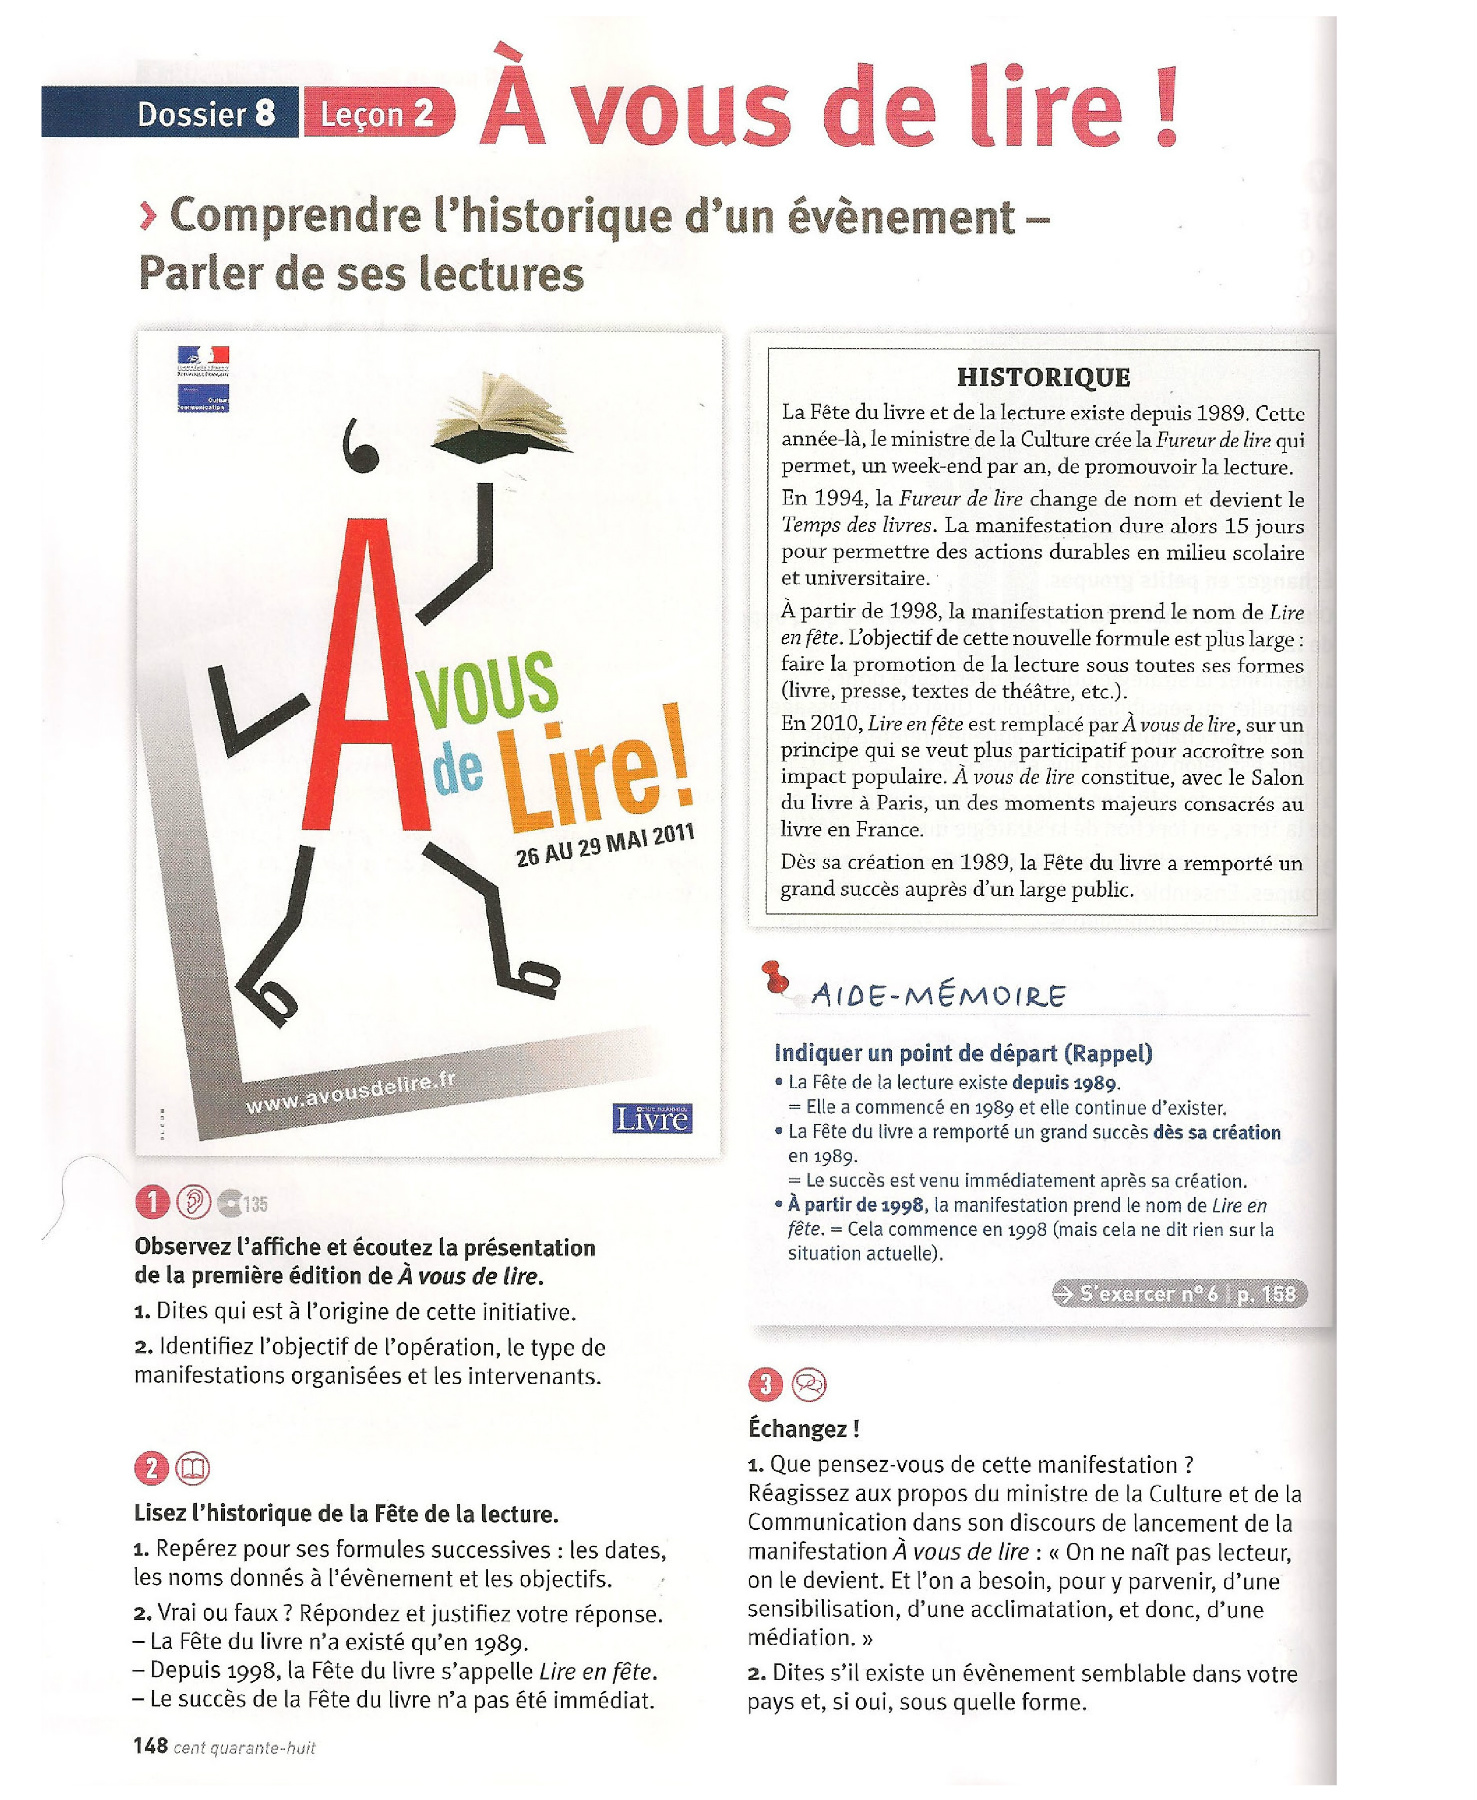 Dossier 8 Leçon 2 À vous de lire !
› Comprendre l'historique d'un évènement –
Parler de ses lectures
A
vous
de
Lire !
26 AU 29 MAI 2011
www.avousdelire.fr
Livre
HISTORIQUE
La Fête du livre et de la lecture existe depuis 1989. Cette
année-là, le ministre de la Culture crée la Fureur de lire qui
permet, un week-end par an, de promouvoir la lecture.
En 1994, la Fureur de lire change de nom et devient le
Temps des livres. La manifestation dure alors 15 jours
pour permettre des actions durables en milieu scolaire
et universitaire.
À partir de 1998, la manifestation prend le nom de Lire
en fête. L'objectif de cette nouvelle formule est plus large :
faire la promotion de la lecture sous toutes ses formes
(livre, presse, textes de théâtre, etc.).
En 2010, Lire en fête est remplacé par À vous de lire, sur un
principe qui se veut plus participatif pour accroître son
impact populaire. À vous de lire constitue, avec le Salon
du livre à Paris, un des moments majeurs consacrés au
livre en France.
Dès sa création en 1989, la Fête du livre a remporté un
grand succès auprès d'un large public.
AIDE-MÉMOIRE
Indiquer un point de départ (Rappel)
• La Fête de la lecture existe depuis 1989.
= Elle a commencé en 1989 et elle continue d'exister.
• La Fête du livre a remporté un grand succès dès sa création
en 1989.
= Le succès est venu immédiatement après sa création.
• À partir de 1998, la manifestation prend le nom de Lire en
fête. = Cela commence en 1998 (mais cela ne dit rien sur la
situation actuelle).
→ S'exercer n° 6 | p. 158
1 135
Observez l'affiche et écoutez la présentation
de la première édition de À vous de lire.
1. Dites qui est à l'origine de cette initiative.
2. Identifiez l'objectif de l'opération, le type de
manifestations organisées et les intervenants.
2
Lisez l'historique de la Fête de la lecture.
1. Repérez pour ses formules successives : les dates,
les noms donnés à l'évènement et les objectifs.
2. Vrai ou faux ? Répondez et justifiez votre réponse.
– La Fête du livre n'a existé qu'en 1989.
– Depuis 1998, la Fête du livre s'appelle Lire en fête.
– Le succès de la Fête du livre n'a pas été immédiat.
3
Échangez !
1. Que pensez-vous de cette manifestation ?
Réagissez aux propos du ministre de la Culture et de la
Communication dans son discours de lancement de la
manifestation À vous de lire : « On ne naît pas lecteur,
on le devient. Et l'on a besoin, pour y parvenir, d'une
sensibilisation, d'une acclimatation, et donc, d'une
médiation. »
2. Dites s'il existe un évènement semblable dans votre
pays et, si oui, sous quelle forme.
148 cent quarante-huit